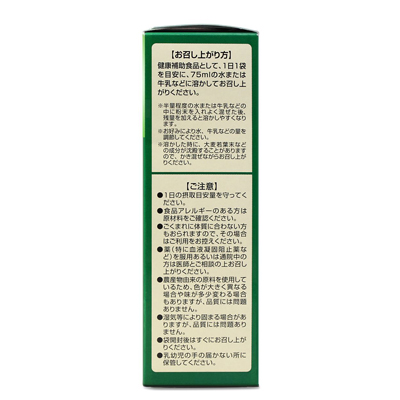 【お召し上がり方】
健康補助食品として、1日1袋
を目安に、75mlの水または
牛乳などに溶かしてお召し上
がりください。
※半量程度の水または牛乳などの
中に粉末を入れよく混ぜた後、
残量を加えると溶かしやすくなり
ます。
※お好みにより水、牛乳などの量を
調節してください。
※溶かした時に、大麦若葉末など
の成分が沈殿することがあります
ので、かき混ぜながらお召し上が
りください。
【ご注意】
●1日の摂取目安量を守ってく
ださい。
●食品アレルギーのある方は
原材料をご確認ください。
●ごくまれに体質に合わない方
もおられますので、その場合
はご利用をお控えください。
●薬(特に血液凝固阻止薬な
ど)を服用あるいは通院中の
方は医師とご相談の上お召し
上がりください。
●農産物由来の原料を使用し
ているため、色が大きく異なる
場合や味が多少変わる場合
もありますが、品質には問題
ありません。
●湿気等により固まる場合が
ありますが、品質には問題あ
りません。
●袋開封後はすぐにお召し上が
りください。
●乳幼児の手の届かない所に
保管してください。